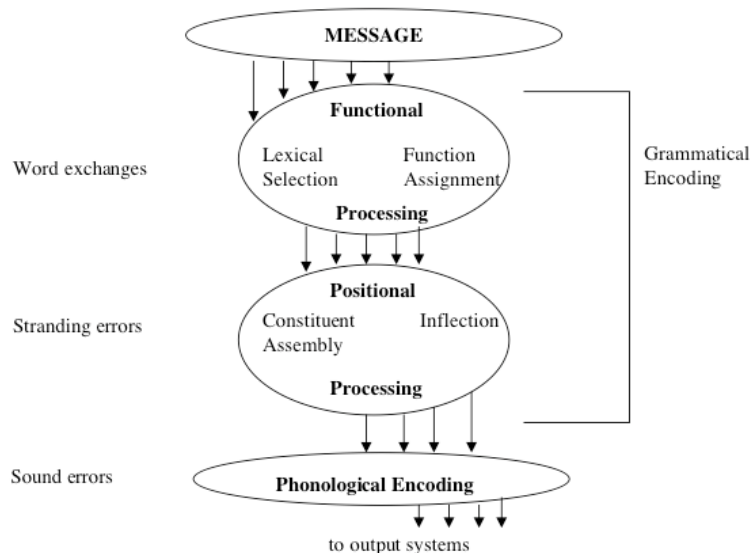 MESSAGE
Functional
Lexical Function
Selection Assignment
Processing
Word exchanges
Grammatical
Encoding
Positional
Constituent Inflection
Assembly
Processing
Stranding errors
Phonological Encoding
Sound errors
to output systems